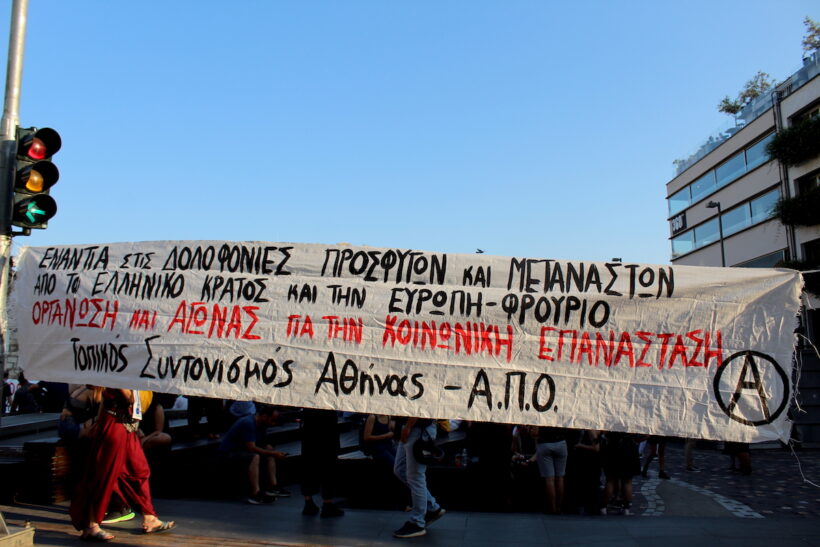 ΕΝΑΝΤΙΑ στις ΔΟΛΟΦΟΝΙΕΣ ΠΡΟΣΦΥΓΩΝ ΚΑΙ ΜΕΤΑΝΑΣΤΩΝ
ΑΠΟ ΤΟ ΕΛΛΗΝΙΚΟ ΚΡΑΤΟΣ ΚΑΙ ΤΗΝ ΕΥΡΩΠΗ-ΦΡΟΥΡΙΟ
ΟΡΓΑΝΩΣΗ ΚΑΙ ΑΓΩΝΑΣ ΓΙΑ ΤΗΝ ΚΟΙΝΩΝΙΚΗ ΕΠΑΝΑΣΤΑΣΗ
Τοπικός Συντονισμός Αθήνας - Α.Π.Ο.
A